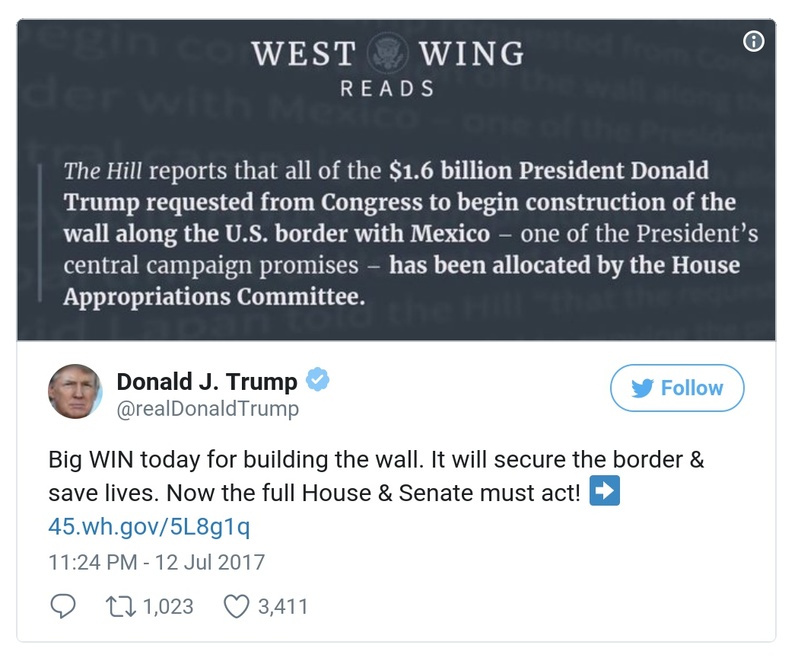 WEST WING
READS
The Hill reports that all of the $1.6 billion President Donald
Trump requested from Congress to begin construction of the
wall along the U.S. border with Mexico – one of the President's
central campaign promises – has been allocated by the House
Appropriations Committee.
Donald J. Trump
@realDonaldTrump
Follow
Big WIN today for building the wall. It will secure the border &
save lives. Now the full House & Senate must act! ➡
45.wh.gov/5L8g1q
11:24 PM - 12 Jul 2017
1,023 3,411